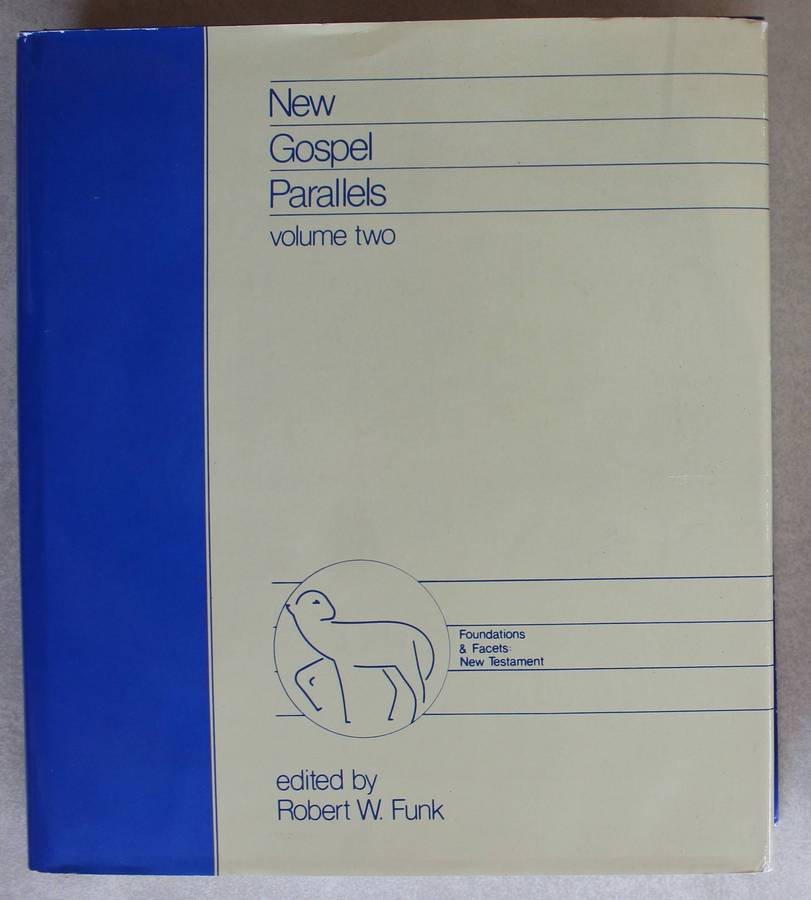 New
Gospel
Parallels
volume two
Foundations
& Facets:
New Testament
edited by
Robert W. Funk